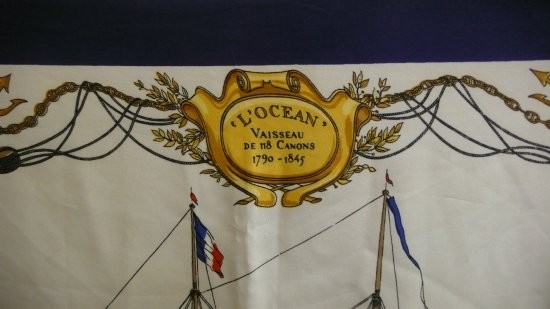 'L'OCEAN'
VAISSEAU
DE 118 CANONS
1790-1845